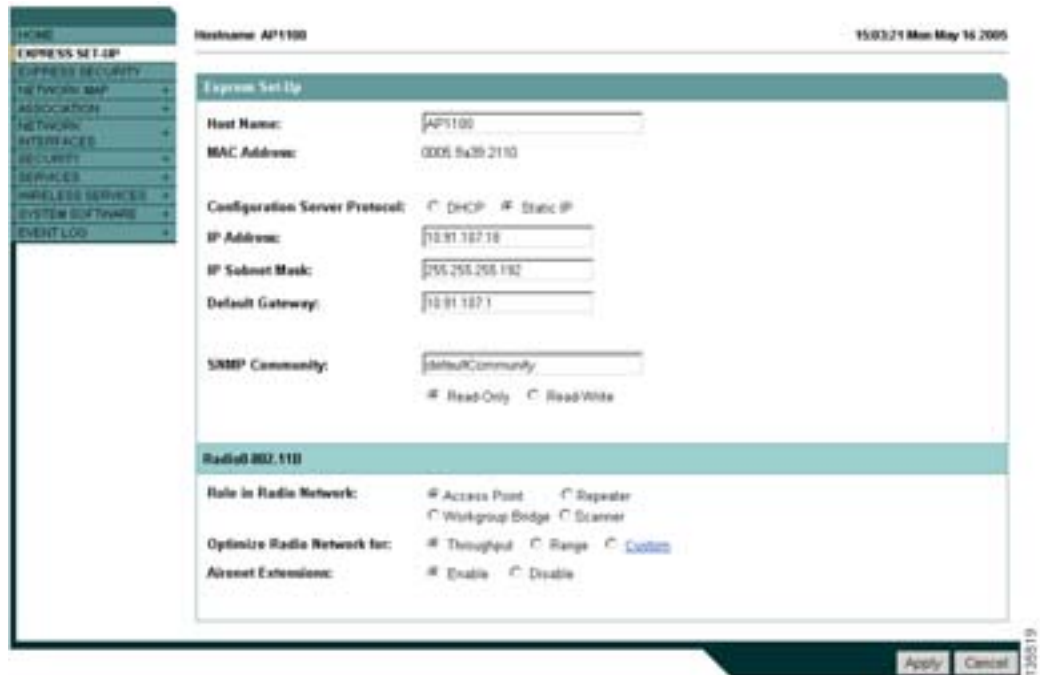 HOME
EXPRESS SET-UP
EXPRESS SECURITY
NETWORK MAP +
ASSOCIATION +
NETWORK
INTERFACES +
SECURITY +
SERVICES +
WIRELESS SERVICES +
SYSTEM SOFTWARE +
EVENT LOG +
Hostname AP1100
15:03:21 Mon May 16 2005
Express Set-Up
Host Name: AP1100
MAC Address: 0005.9a39.2110
Configuration Server Protocol: DHCP Static IP
IP Address: 10.91.107.18
IP Subnet Mask: 255.255.255.192
Default Gateway: 10.91.107.1
SNMP Community: defaultCommunity
Read-Only Read-Write
Radio0-802.11B
Role in Radio Network: Access Point Repeater
Workgroup Bridge Scanner
Optimize Radio Network for: Throughput Range Custom
Aironet Extensions: Enable Disable
Apply Cancel
135819